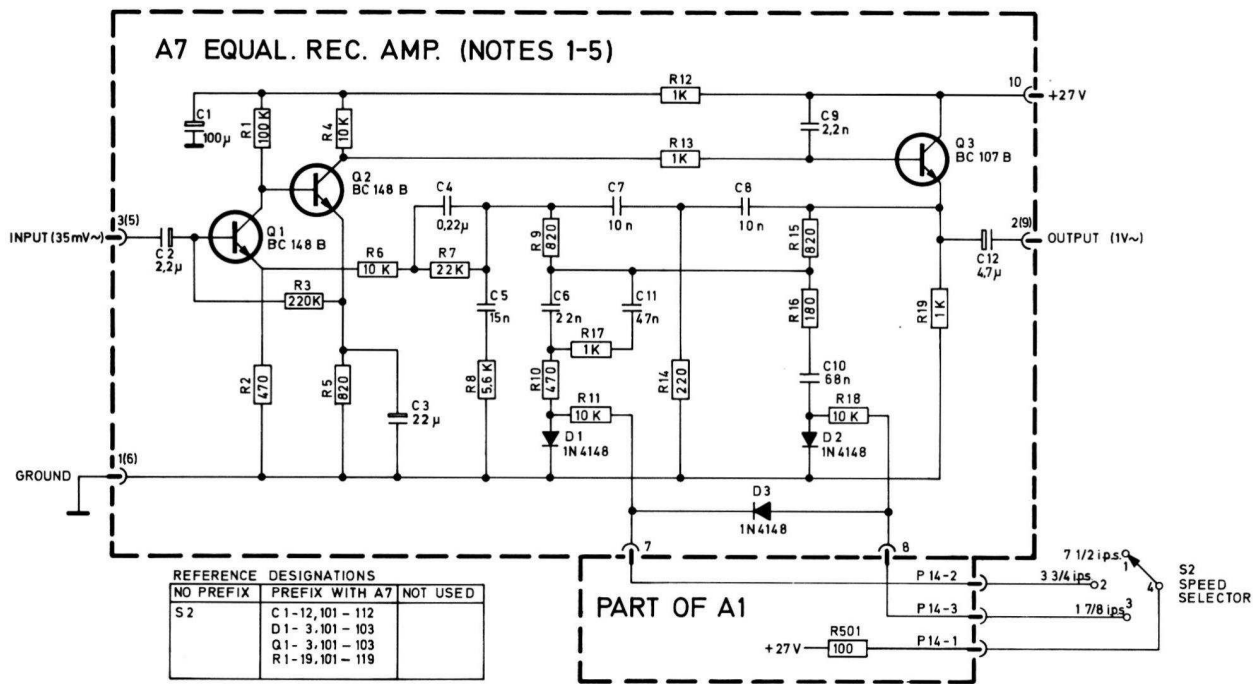 A7 EQUAL. REC. AMP. (NOTES 1-5)
R12
1K
10
+27V
C1
100µ
R1
100K
R4
10K
C9
2,2n
R13
1K
Q3
BC 107 B
Q2
BC 148 B
C4
0,22µ
C7
10n
C8
10n
3(5)
INPUT (35mV~)
C2
2,2µ
Q1
BC 148 B
R9
820
R15
820
2(9)
OUTPUT (1V~)
C12
4,7µ
R6
10K
R7
22K
R3
220K
C5
15n
C6
22n
C11
47n
R16
180
R19
1K
R17
1K
R2
470
R5
820
R8
5,6K
R10
470
R14
220
C10
68n
C3
22µ
R11
10K
R18
10K
D1
1N4148
D2
1N4148
GROUND
1(6)
D3
1N4148
7
8
7 1/2 ips.
1
P14-2
3 3/4 ips
2
4
S2
SPEED
SELECTOR
PART OF A1
P14-3
1 7/8 ips
3
+27V
R501
100
P14-1
REFERENCE DESIGNATIONS
NO PREFIX PREFIX WITH A7 NOT USED
S2 C1-12,101-112
D1-3,101-103
Q1-3,101-103
R1-19,101-119